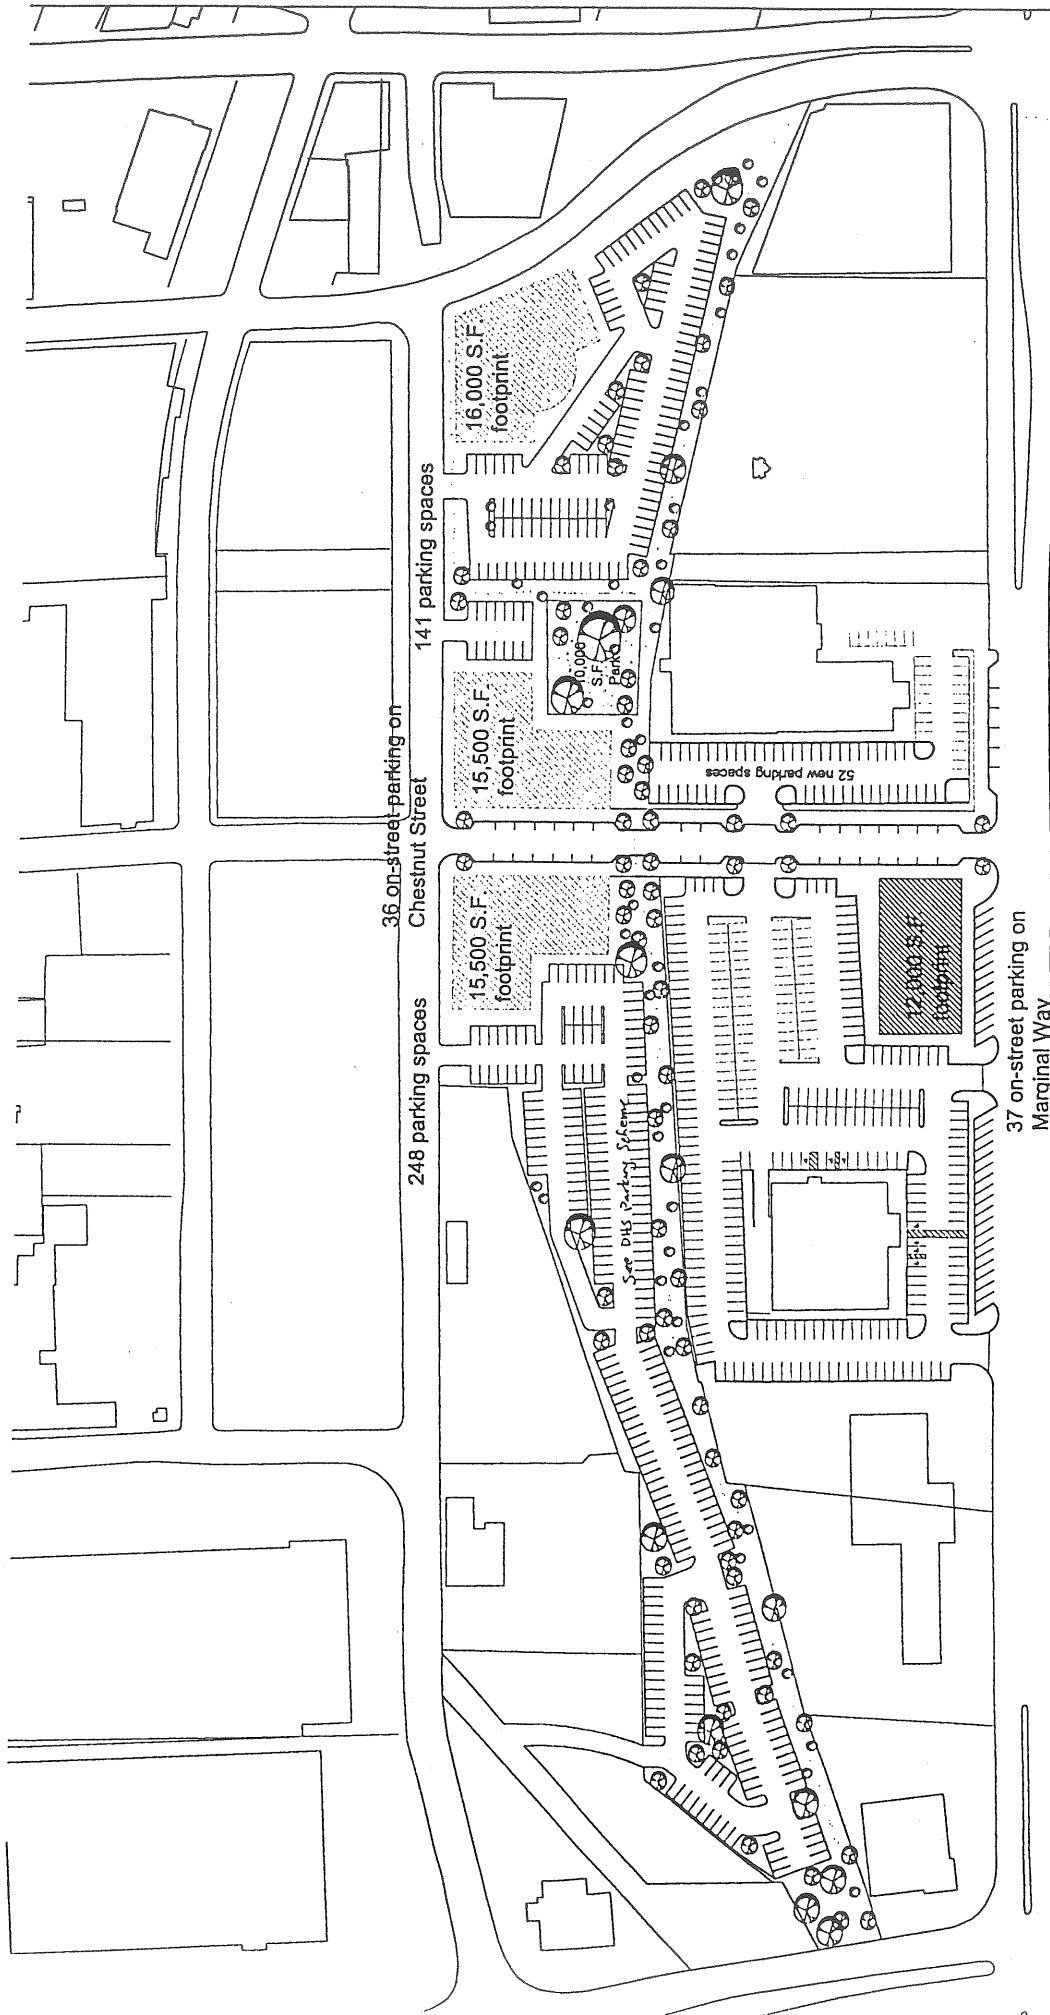 16,000 S.F.
footprint
141 parking spaces
10,000
S.F.
Park
15,500 S.F.
footprint
52 new parking spaces
36 on-street parking on
Chestnut Street
15,500 S.F.
footprint
12,000 S.F.
footprint
248 parking spaces
See DHS Parking Scheme
37 on-street parking on
Marginal Way